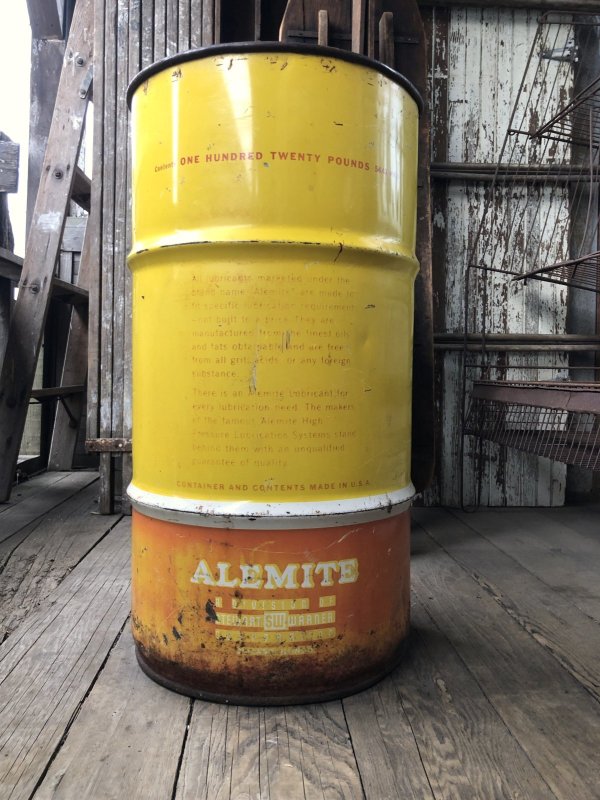 Contents ONE HUNDRED TWENTY POUNDS
All lubricants marketed under the
brand name "Alemite" are made to
fit specific lubrication requirements
—not built to a price. They are
manufactured from the finest oils
and fats obtainable and are free
from all grit, acids, or any foreign
substance.
There is an Alemite Lubricant for
every lubrication need. The makers
of the famous Alemite High
Pressure Lubrication Systems stand
behind them with an unqualified
guarantee of quality.
CONTAINER AND CONTENTS MADE IN U.S.A.
ALEMITE
DIVISION OF
STEWART SW WARNER